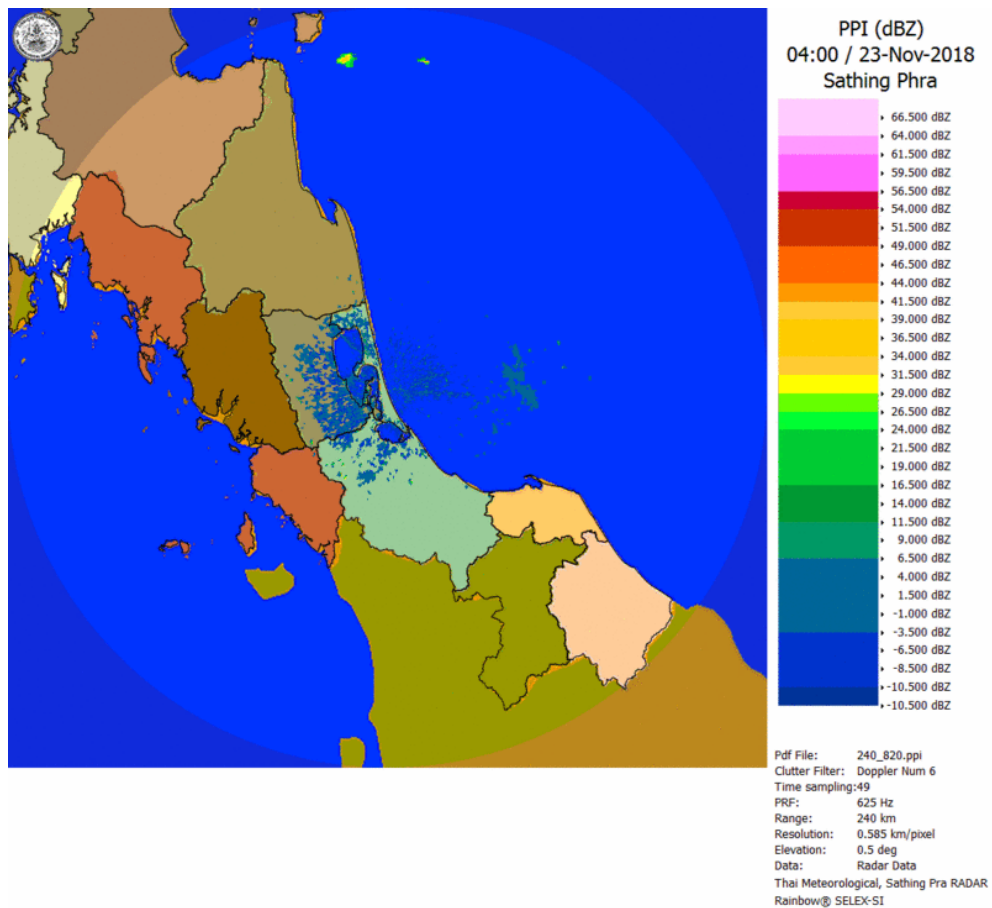 PPI (dBZ)
04:00 / 23-Nov-2018
Sathing Phra
66.500 dBZ
64.000 dBZ
61.500 dBZ
59.500 dBZ
56.500 dBZ
54.000 dBZ
51.500 dBZ
49.000 dBZ
46.500 dBZ
44.000 dBZ
41.500 dBZ
39.000 dBZ
36.500 dBZ
34.000 dBZ
31.500 dBZ
29.000 dBZ
26.500 dBZ
24.000 dBZ
21.500 dBZ
19.000 dBZ
16.500 dBZ
14.000 dBZ
11.500 dBZ
9.000 dBZ
6.500 dBZ
4.000 dBZ
1.500 dBZ
-1.000 dBZ
-3.500 dBZ
-6.500 dBZ
-8.500 dBZ
-10.500 dBZ
-10.500 dBZ
Pdf File: 240_820.ppi
Clutter Filter: Doppler Num 6
Time sampling:49
PRF: 625 Hz
Range: 240 km
Resolution: 0.585 km/pixel
Elevation: 0.5 deg
Data: Radar Data
Thai Meteorological, Sathing Pra RADAR
Rainbow® SELEX-SI